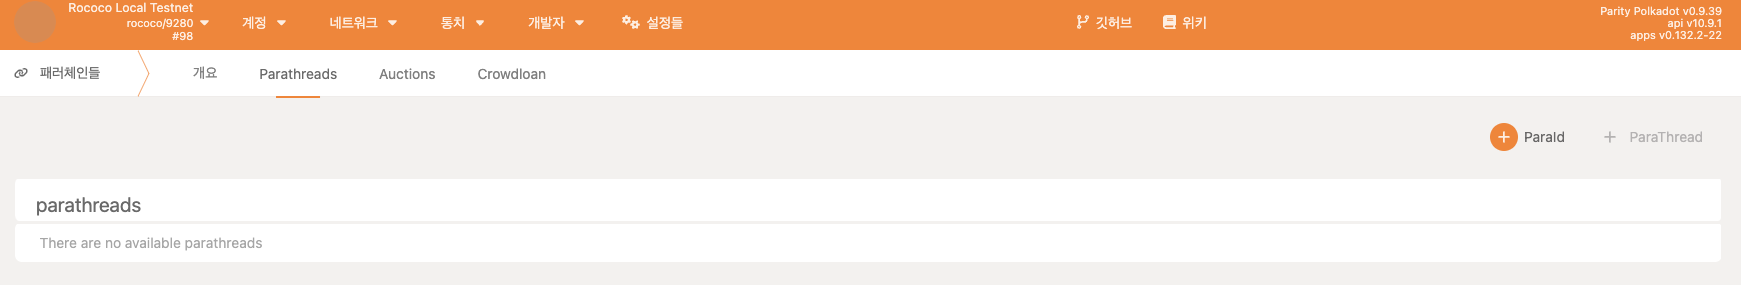 Rococo Local Testnet
rococo/9280
#98
계정
네트워크
통치
개발자
설정들
깃허브
위키
Parity Polkadot v0.9.39
api v10.9.1
apps v0.132.2-22
패러체인들
개요
Parathreads
Auctions
Crowdloan
ParaId
ParaThread
parathreads
There are no available parathreads